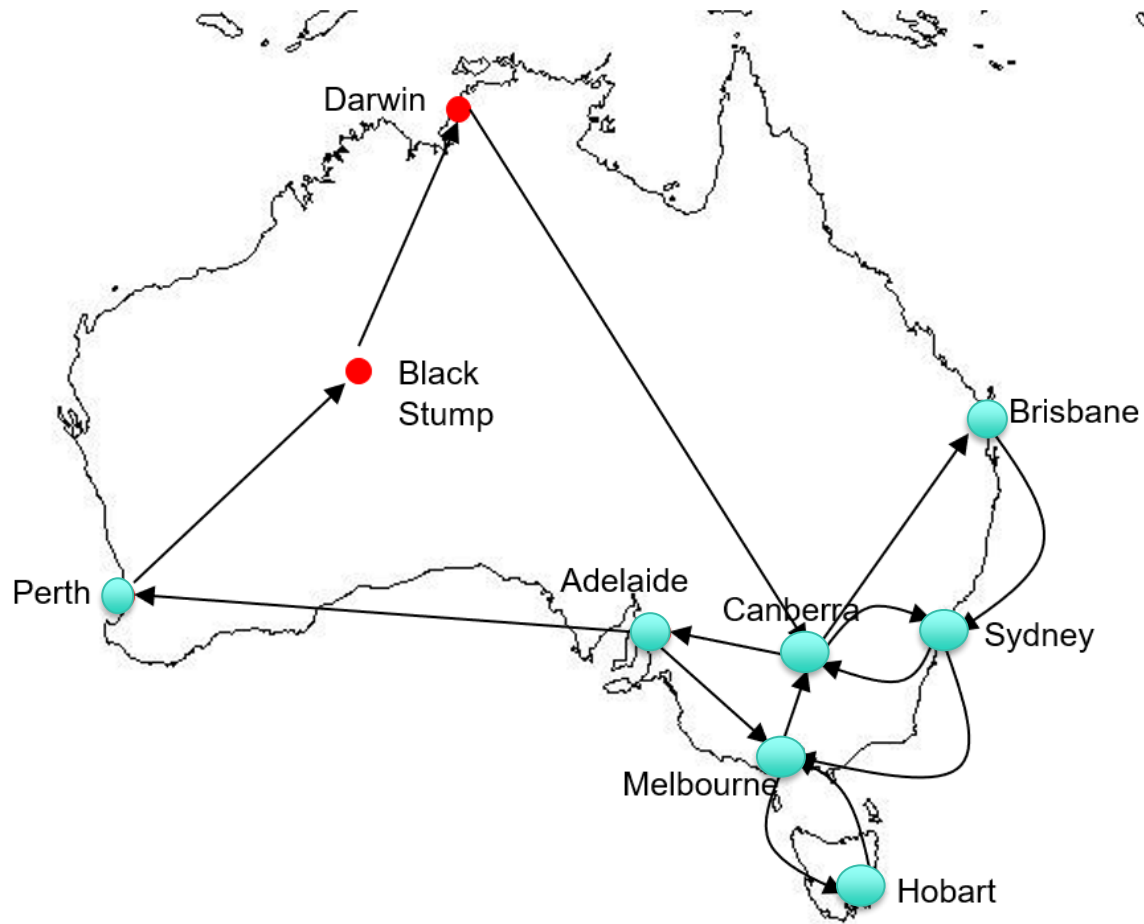 Darwin
Black
Stump
Brisbane
Adelaide
Perth
Canberra
Sydney
Melbourne
Hobart